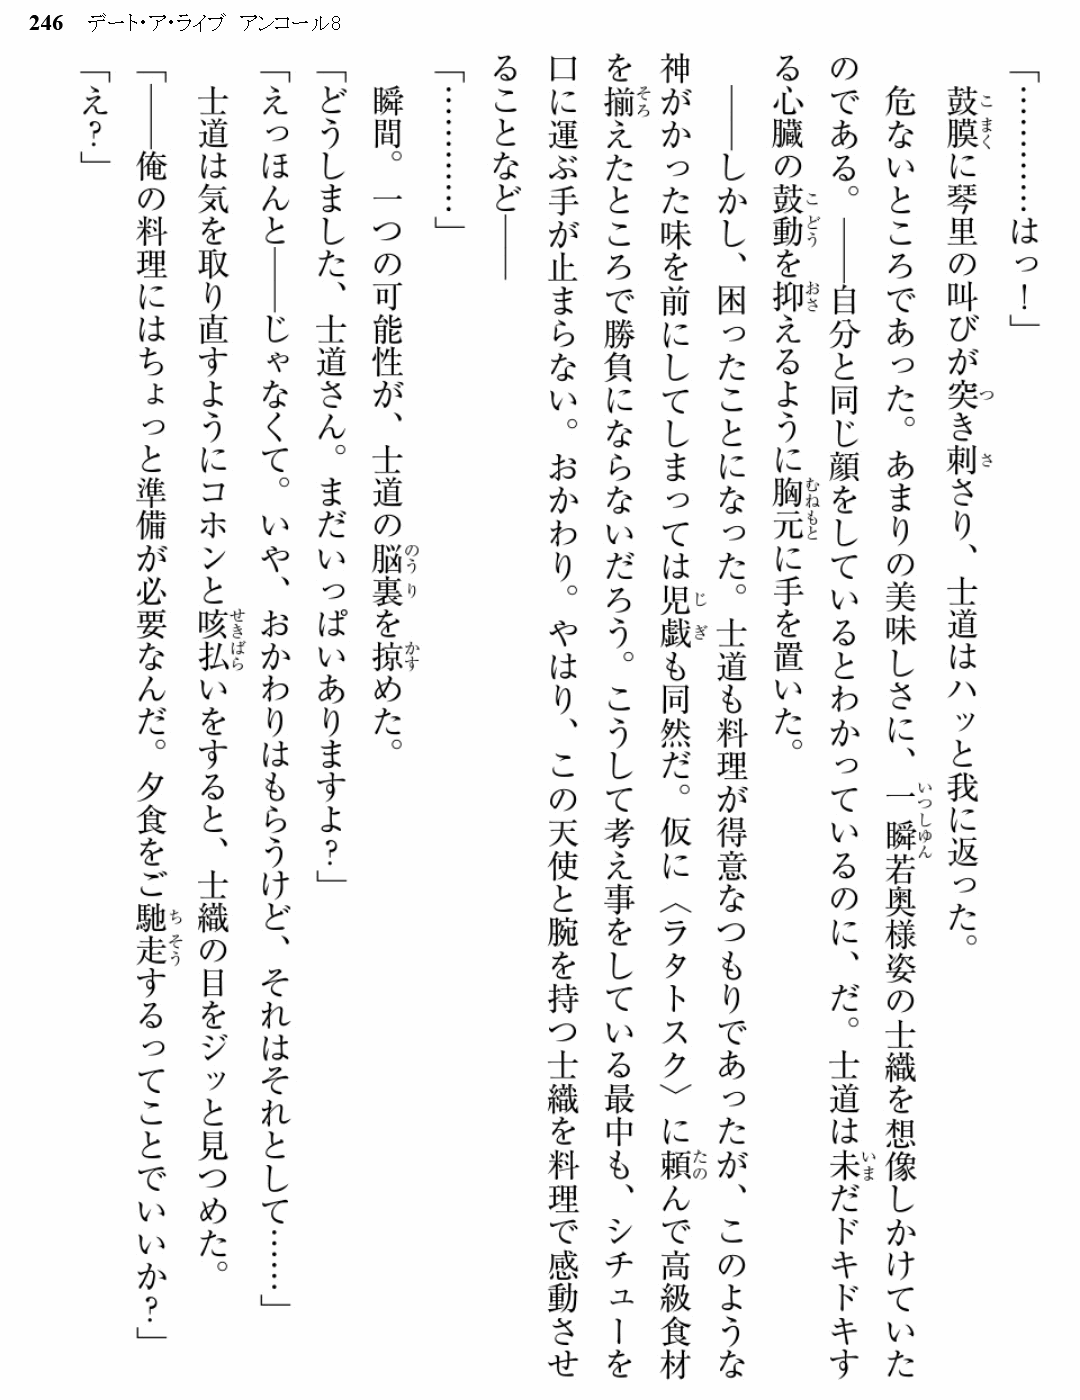 246 デート・ア・ライブ アンコール8
「…………はっ！」
鼓膜に琴里の叫びが突き刺さり、士道はハッと我に返った。
危ないところであった。あまりの美味しさに、一瞬若奥様姿の士織を想像しかけていた
のである。――自分と同じ顔をしているとわかっているのに、だ。士道は未だドキドキす
る心臓の鼓動を抑えるように胸元に手を置いた。
――しかし、困ったことになった。士道も料理が得意なつもりであったが、このような
神がかった味を前にしてしまっては児戯も同然だ。仮に〈ラタトスク〉に頼んで高級食材
を揃えたところで勝負にならないだろう。こうして考え事をしている最中も、シチューを
口に運ぶ手が止まらない。おかわり。やはり、この天使と腕を持つ士織を料理で感動させ
ることなど――
「…………」
瞬間。一つの可能性が、士道の脳裏を掠めた。
「どうしました、士道さん。まだいっぱいありますよ？」
「えっほんと――じゃなくて。いや、おかわりはもらうけど、それはそれとして……」
士道は気を取り直すようにコホンと咳払いをすると、士織の目をジッと見つめた。
「――俺の料理にはちょっと準備が必要なんだ。夕食をご馳走するってことでいいか？」
「え？」